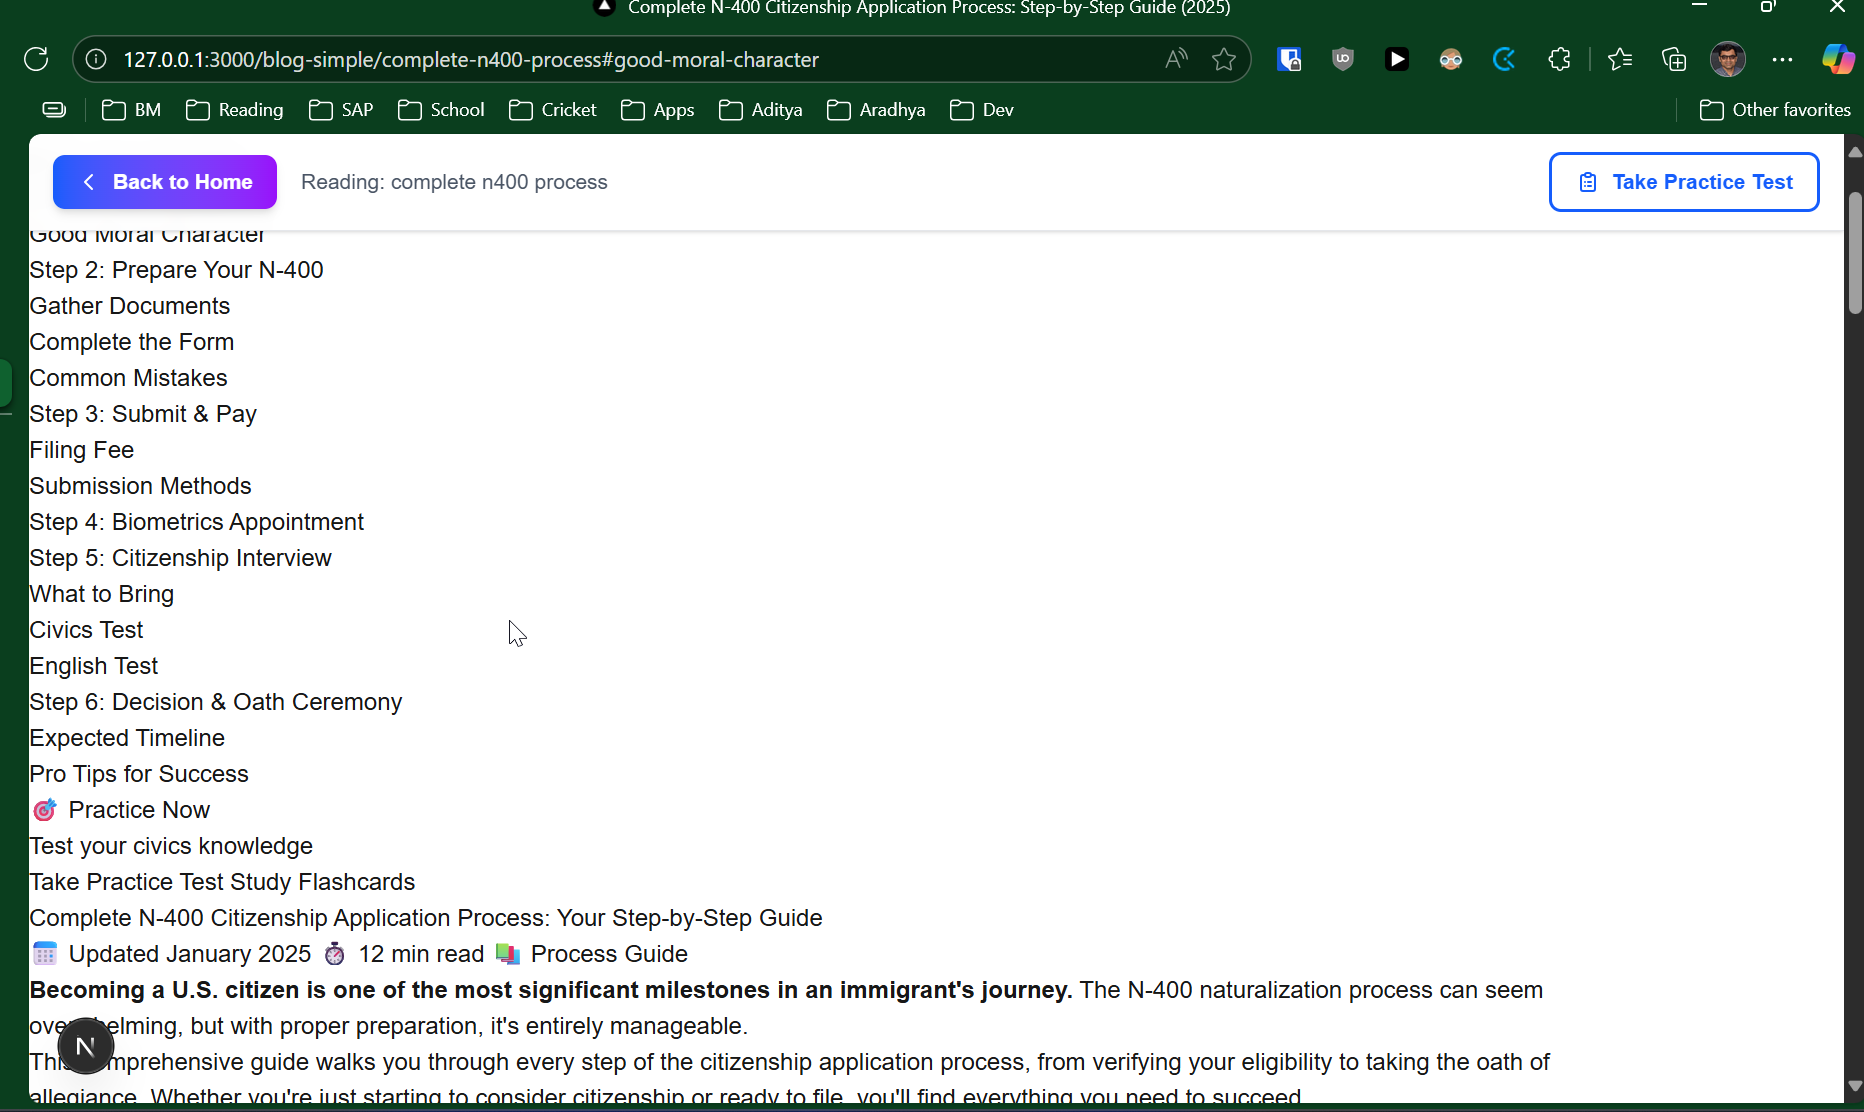 Complete N-400 Citizenship Application Process: Step-by-Step Guide (2025)
127.0.0.1:3000/blog-simple/complete-n400-process#good-moral-character
BM Reading SAP School Cricket Apps Aditya Aradhya Dev Other favorites
Back to Home Reading: complete n400 process Take Practice Test
Good Moral Character
Step 2: Prepare Your N-400
Gather Documents
Complete the Form
Common Mistakes
Step 3: Submit & Pay
Filing Fee
Submission Methods
Step 4: Biometrics Appointment
Step 5: Citizenship Interview
What to Bring
Civics Test
English Test
Step 6: Decision & Oath Ceremony
Expected Timeline
Pro Tips for Success
🎯 Practice Now
Test your civics knowledge
Take Practice Test Study Flashcards
Complete N-400 Citizenship Application Process: Your Step-by-Step Guide
📅 Updated January 2025 ⏱️ 12 min read 📚 Process Guide
Becoming a U.S. citizen is one of the most significant milestones in an immigrant's journey. The N-400 naturalization process can seem
overwhelming, but with proper preparation, it's entirely manageable.
This comprehensive guide walks you through every step of the citizenship application process, from verifying your eligibility to taking the oath of
allegiance. Whether you're just starting to consider citizenship or ready to file, you'll find everything you need to succeed.
N